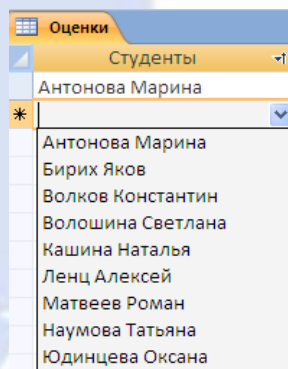 Оценки
Студенты
Антонова Марина
*
Антонова Марина
Бирих Яков
Волков Константин
Волошина Светлана
Кашина Наталья
Ленц Алексей
Матвеев Роман
Наумова Татьяна
Юдинцева Оксана